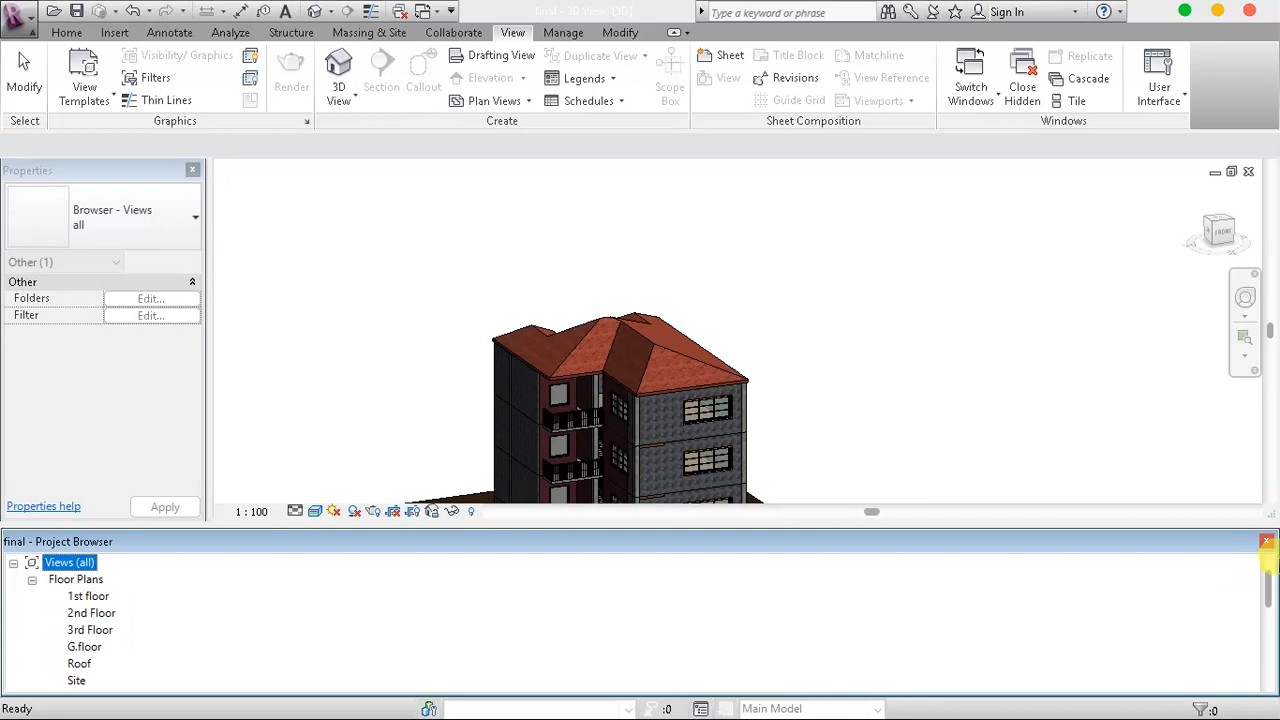 final - 3D View: {3D}
Type a keyword or phrase
Sign In
Home Insert Annotate Analyze Structure Massing & Site Collaborate View Manage Modify
Modify
View Templates
Visibility/ Graphics
Filters
Thin Lines
Render
3D View
Section
Callout
Drafting View
Elevation
Plan Views
Duplicate View
Legends
Schedules
Scope Box
Sheet
View
Title Block
Revisions
Guide Grid
Matchline
View Reference
Viewports
Switch Windows
Close Hidden
Replicate
Cascade
Tile
User Interface
Select Graphics Create Sheet Composition Windows
Properties
Browser - Views
all
Other (1)
Other
Folders Edit...
Filter Edit...
Properties help Apply
FRONT
1 : 100
final - Project Browser
Views (all)
Floor Plans
1st floor
2nd Floor
3rd Floor
G.floor
Roof
Site
Ready :0 Main Model :0